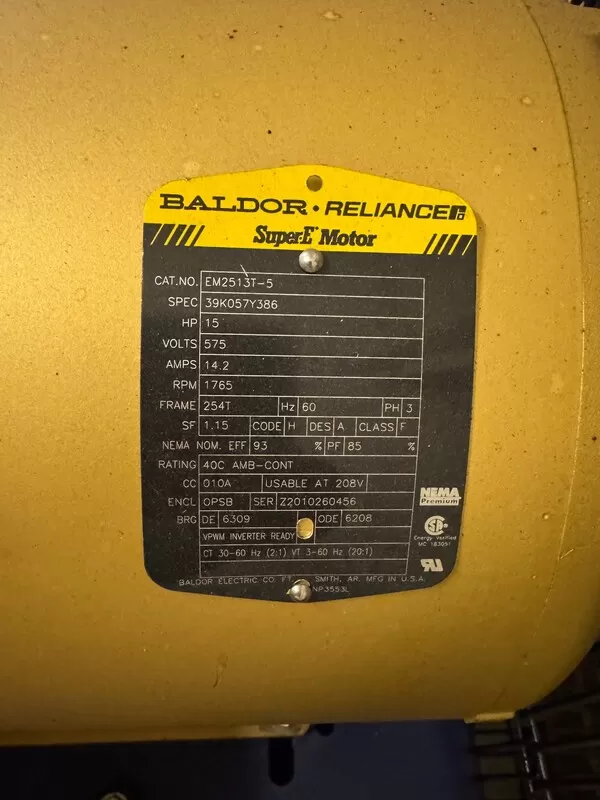 BALDOR • RELIANCE
Super-E Motor
CAT.NO. EM2513T-5
SPEC 39K057Y386
HP 15
VOLTS 575
AMPS 14.2
RPM 1765
FRAME 254T Hz 60 PH 3
SF 1.15 CODE H DES A CLASS F
NEMA NOM. EFF 93 % PF 85 %
RATING 40C AMB-CONT
CC 010A USABLE AT 208V
ENCL OPSB SER Z2010260456
BRG DE 6309 ODE 6208
VPWM INVERTER READY
CT 30-60 Hz (2:1) VT 3-60 Hz (20:1)
NEMA
Premium
Energy Verified
BALDOR ELECTRIC CO FT. SMITH, AR. MFG IN U.S.A.
NP3553L